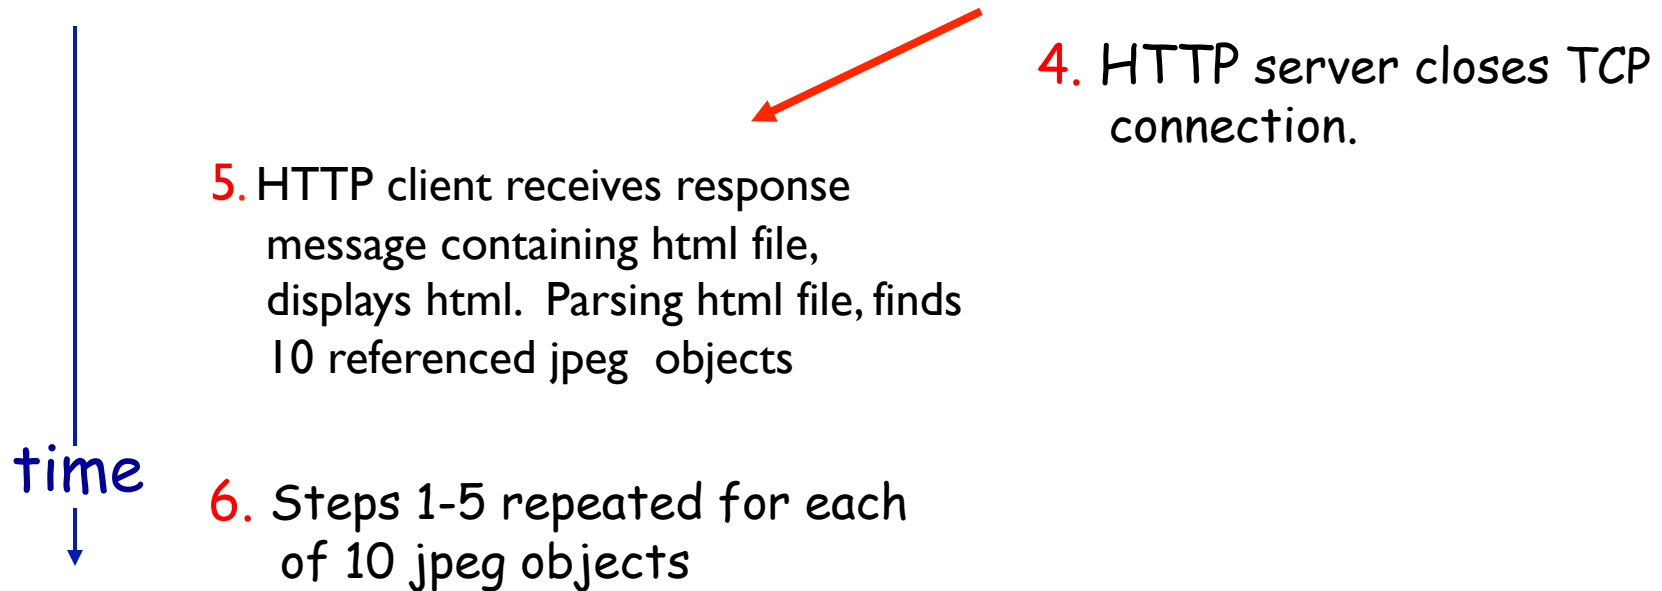 4. HTTP server closes TCP
connection.
5. HTTP client receives response
message containing html file,
displays html.  Parsing html file, finds
10 referenced jpeg  objects
time
6. Steps 1-5 repeated for each
of 10 jpeg objects